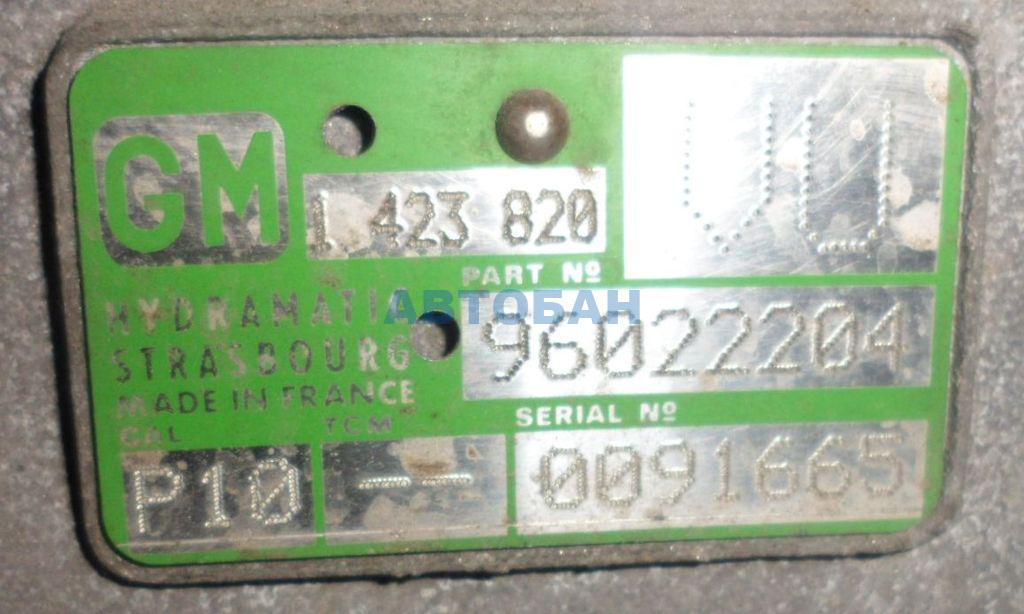 GM
1 423 820
VU
PART Nº
HYDRAMATIC
АВТОБАН
96022204
STRASBOURG
MADE IN FRANCE
SERIAL Nº
CAL
TCM
P10
--
0091665